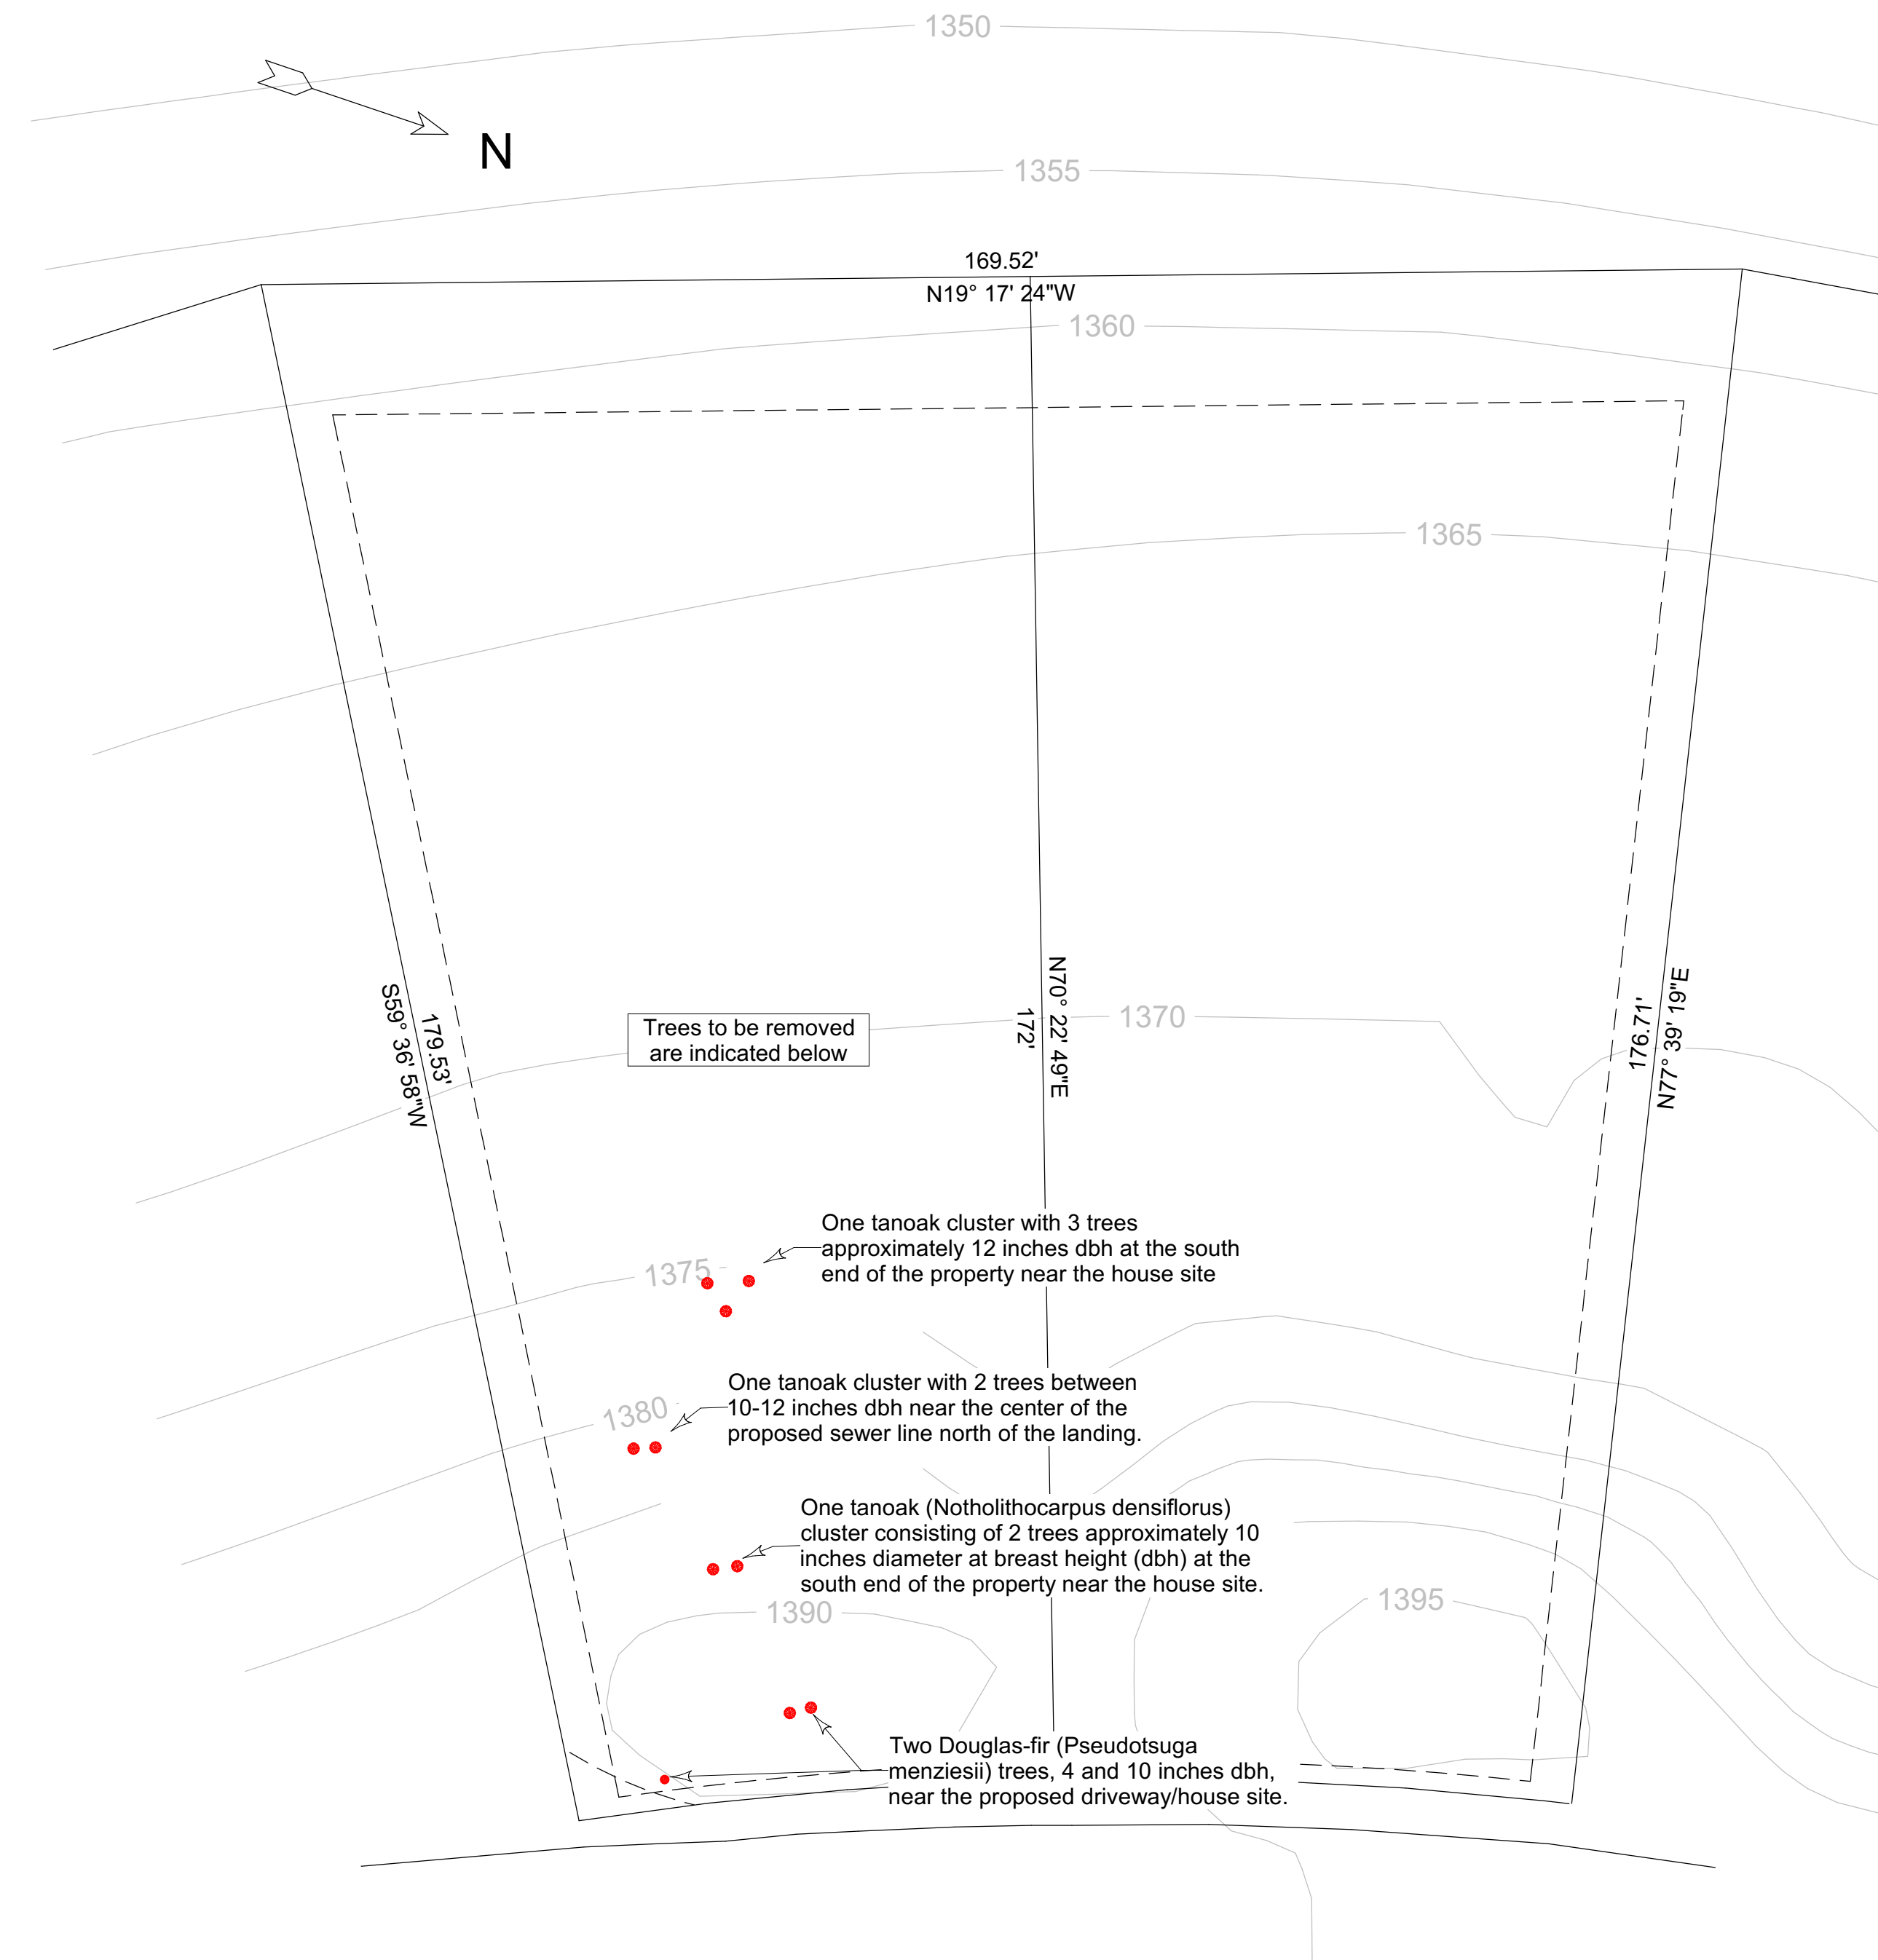 1350
N
1355
169.52'
N19° 17' 24"W
1360
1365
N70° 22' 49"E
172'
S59° 36' 58"W
179.53'
176.71'
N77° 39' 19"E
Trees to be removed
are indicated below
1370
One tanoak cluster with 3 trees
approximately 12 inches dbh at the south
end of the property near the house site
1375
One tanoak cluster with 2 trees between
10-12 inches dbh near the center of the
proposed sewer line north of the landing.
1380
One tanoak (Notholithocarpus densiflorus)
cluster consisting of 2 trees approximately 10
inches diameter at breast height (dbh) at the
south end of the property near the house site.
1390
1395
Two Douglas-fir (Pseudotsuga
menziesii) trees, 4 and 10 inches dbh,
near the proposed driveway/house site.